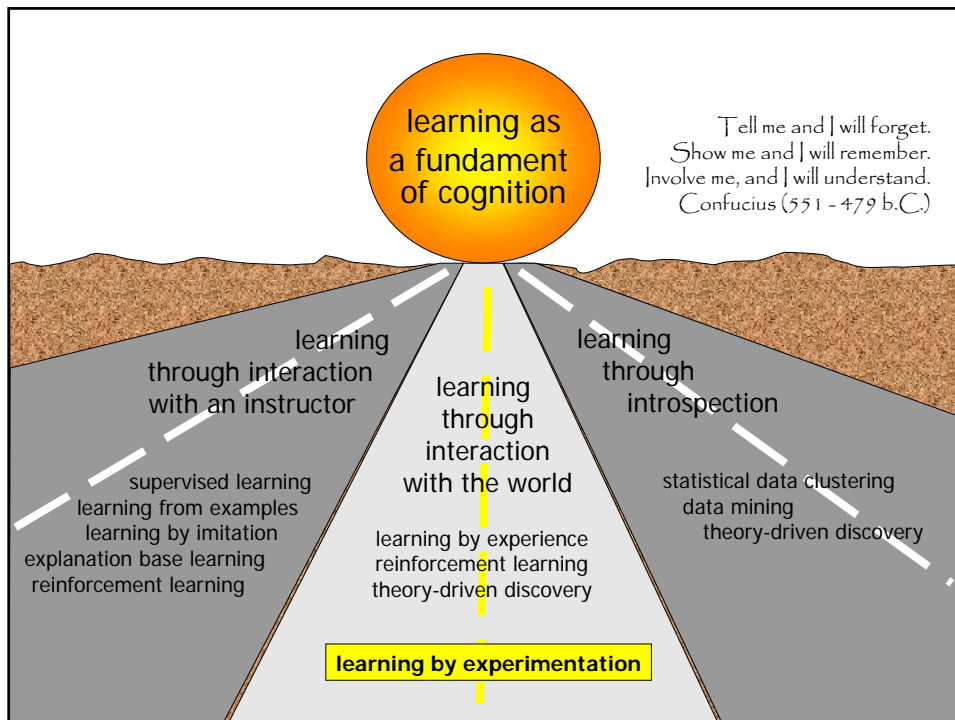 learning as
a fundament
of cognition
Tell me and I will forget.
Show me and I will remember.
Involve me, and I will understand.
Confucius (551 - 479 b.C.)
learning
through interaction
with an instructor
supervised learning
learning from examples
learning by imitation
explanation base learning
reinforcement learning
learning
through
interaction
with the world
learning by experience
reinforcement learning
theory-driven discovery
learning by experimentation
learning
through
introspection
statistical data clustering
data mining
theory-driven discovery